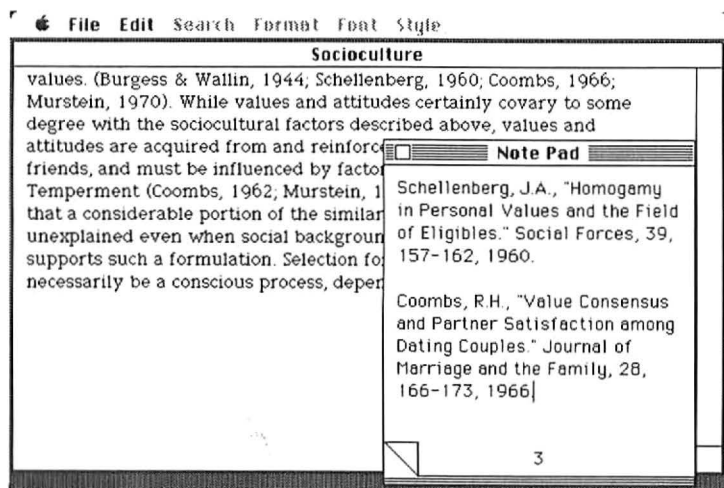 File Edit Search Format Font Style
Socioculture
values. (Burgess & Wallin, 1944; Schellenberg, 1960; Coombs, 1966;
Murstein, 1970). While values and attitudes certainly covary to some
degree with the sociocultural factors described above, values and
attitudes are acquired from and reinforc
friends, and must be influenced by facto
Temperment (Coombs, 1962; Murstein, 1
that a considerable portion of the similar
unexplained even when social backgroun
supports such a formulation. Selection fo
necessarily be a conscious process, deper
Note Pad
Schellenberg, J.A., "Homogamy
in Personal Values and the Field
of Eligibles." Social Forces, 39,
157-162, 1960.
Coombs, R.H., "Value Consensus
and Partner Satisfaction among
Dating Couples." Journal of
Marriage and the Family, 28,
166-173, 1966
3